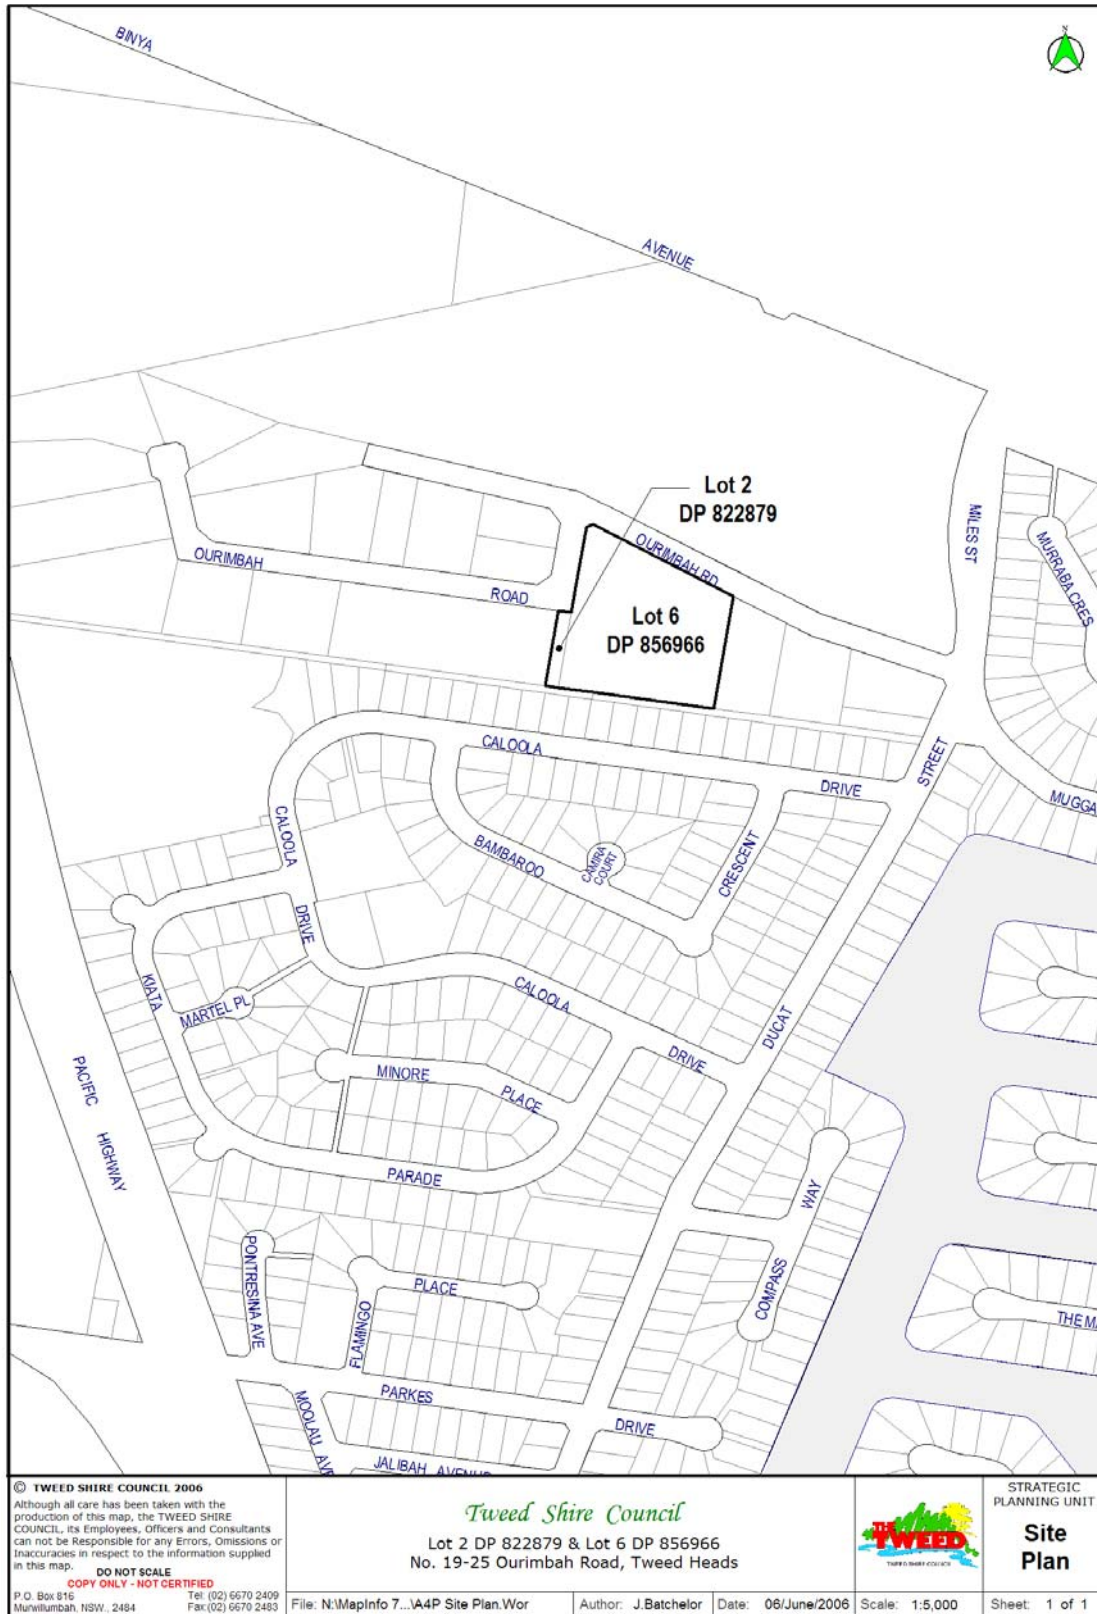 BINYA
N
AVENUE
Lot 2
DP 822879
MILES ST
MURRABA CRES
OURIMBAH
OURIMBAH RD
ROAD
Lot 6
DP 856966
CALOOLA
DRIVE
STREET
MUGGA
CALOOLA
BAMBAROO
CAMIRA
COURT
CRESCENT
DRIVE
KIATA
MARTEL PL
CALOOLA
DRIVE
DUCAT
PACIFIC
HIGHWAY
MINORE
PLACE
PARADE
WAY
COMPASS
PONTRESINA AVE
FLAMINGO
PLACE
THE MA
PARKES
DRIVE
MOOLAU AVE
JALIBAH AVENUE
© TWEED SHIRE COUNCIL 2006
Although all care has been taken with the
production of this map, the TWEED SHIRE
COUNCIL, its Employees, Officers and Consultants
can not be Responsible for any Errors, Omissions or
Inaccuracies in respect to the information supplied
in this map.
DO NOT SCALE
COPY ONLY - NOT CERTIFIED
P.O. Box 816
Murwillumbah, NSW., 2484
Tel: (02) 6670 2409
Fax:(02) 6670 2483
Tweed Shire Council
Lot 2 DP 822879 & Lot 6 DP 856966
No. 19-25 Ourimbah Road, Tweed Heads
THE
TWEED
TWEED SHIRE COUNCIL
STRATEGIC
PLANNING UNIT
Site
Plan
File: N:\MapInfo 7...\A4P Site Plan.Wor
Author: J.Batchelor
Date: 06/June/2006
Scale: 1:5,000
Sheet: 1 of 1